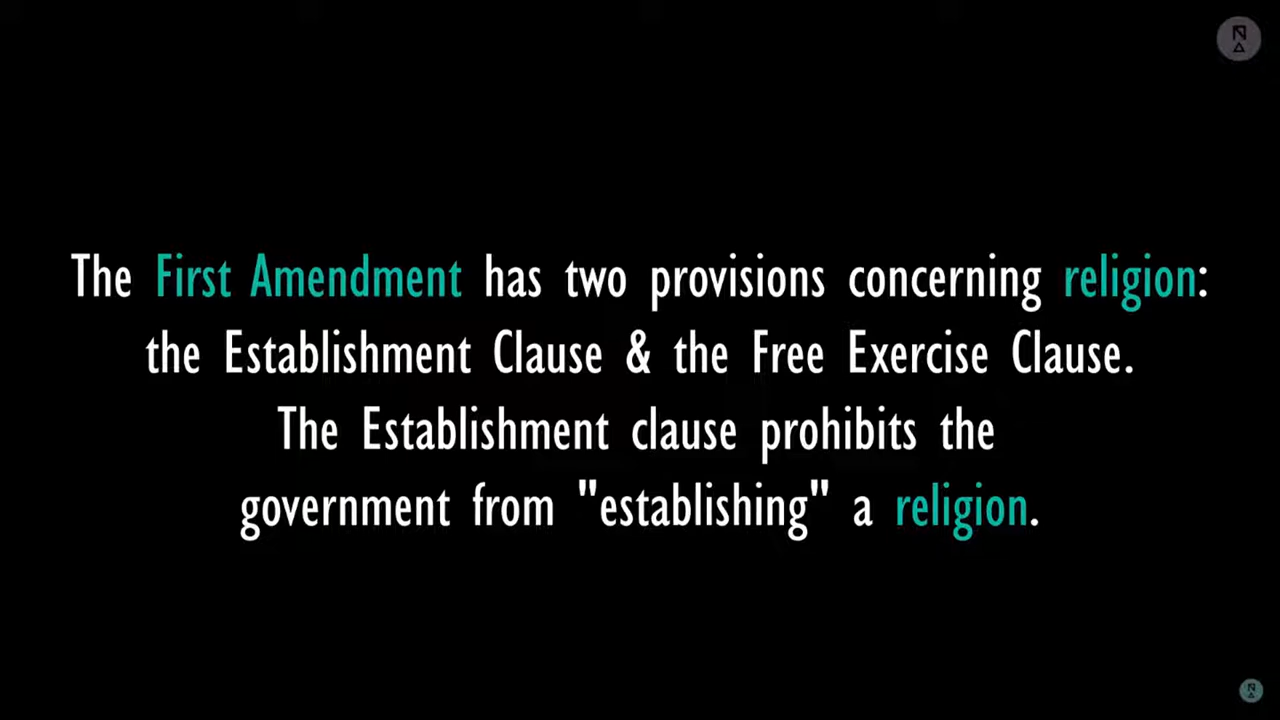 The First Amendment has two provisions concerning religion:
the Establishment Clause & the Free Exercise Clause.
The Establishment clause prohibits the
government from "establishing" a religion.